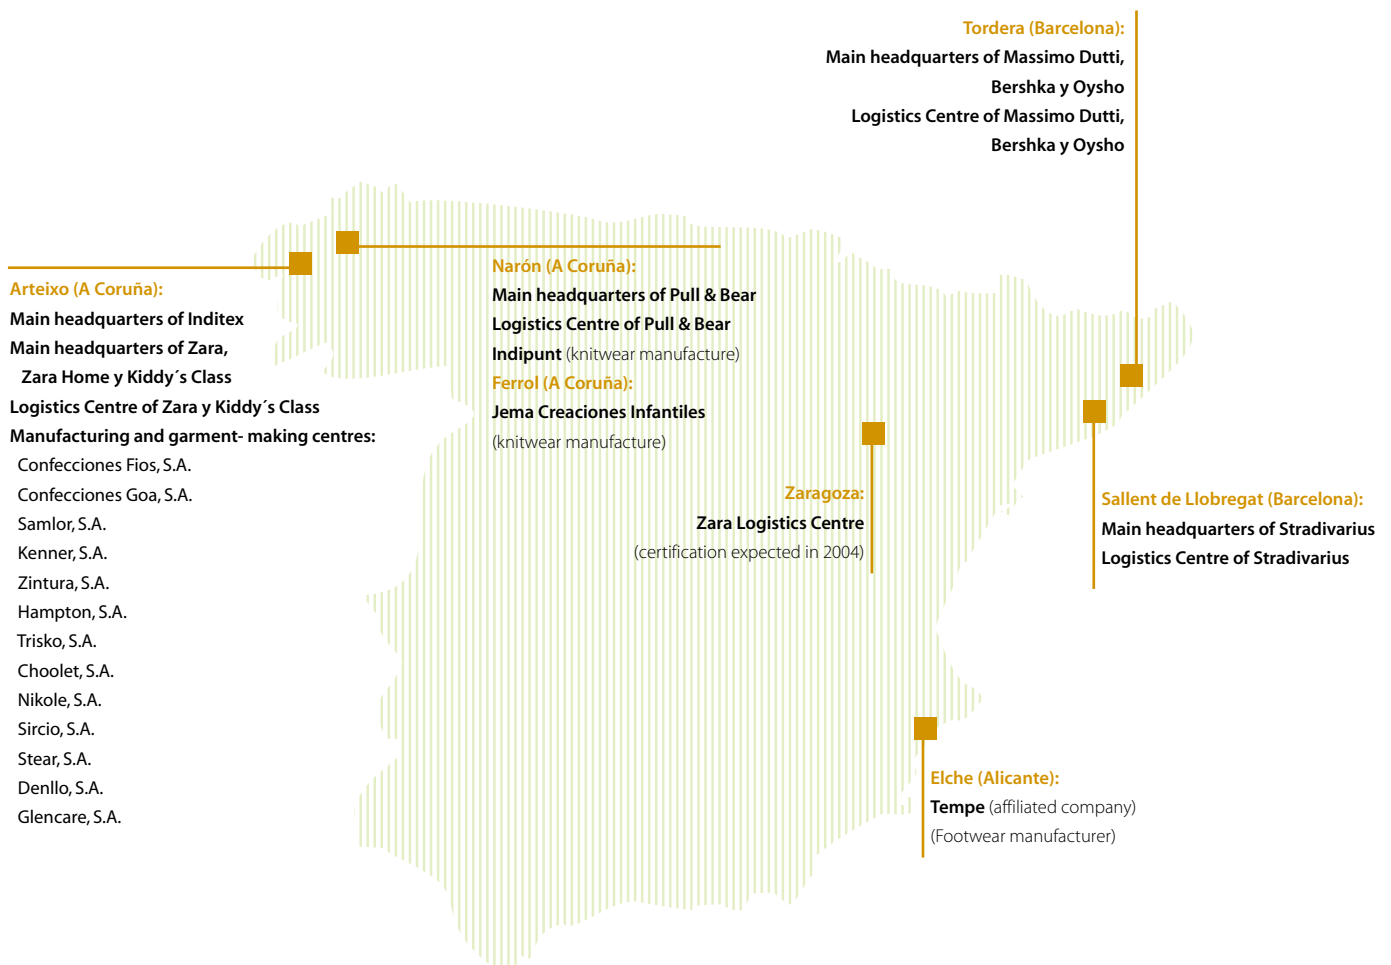 Tordera (Barcelona):
Main headquarters of Massimo Dutti,
Bershka y Oysho
Logistics Centre of Massimo Dutti,
Bershka y Oysho
Arteixo (A Coruña):
Main headquarters of Inditex
Main headquarters of Zara,
Zara Home y Kiddy´s Class
Logistics Centre of Zara y Kiddy´s Class
Manufacturing and garment- making centres:
Confecciones Fios, S.A.
Confecciones Goa, S.A.
Samlor, S.A.
Kenner, S.A.
Zintura, S.A.
Hampton, S.A.
Trisko, S.A.
Choolet, S.A.
Nikole, S.A.
Sircio, S.A.
Stear, S.A.
Denllo, S.A.
Glencare, S.A.
Narón (A Coruña):
Main headquarters of Pull & Bear
Logistics Centre of Pull & Bear
Indipunt (knitwear manufacture)
Ferrol (A Coruña):
Jema Creaciones Infantiles
(knitwear manufacture)
Zaragoza:
Zara Logistics Centre
(certification expected in 2004)
Sallent de Llobregat (Barcelona):
Main headquarters of Stradivarius
Logistics Centre of Stradivarius
Elche (Alicante):
Tempe (affiliated company)
(Footwear manufacturer)